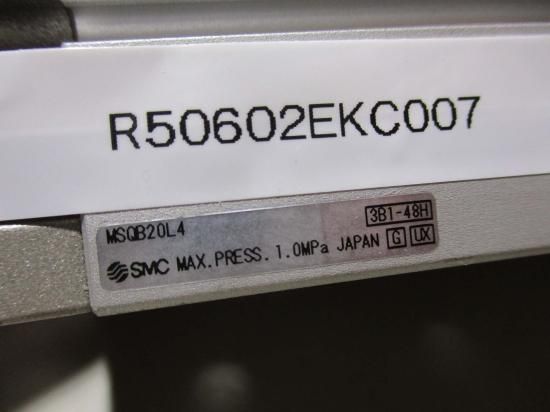 R50602EKC007
MSQB20L4 3B1-48H
SMC MAX.PRESS. 1.0MPa JAPAN G UX